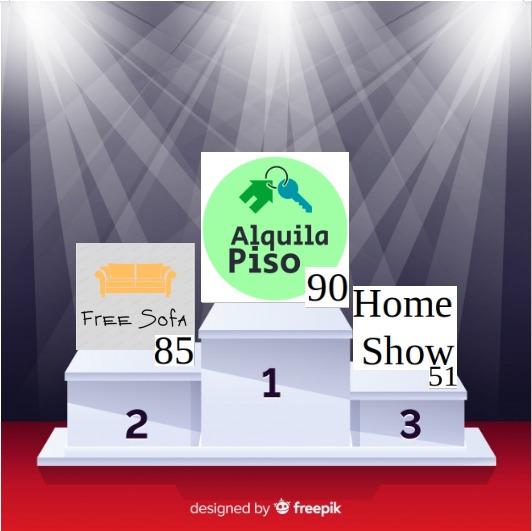 Alquila
Piso
90
FREE SOFA
85
Home
Show
51
1
2
3
designed by freepik